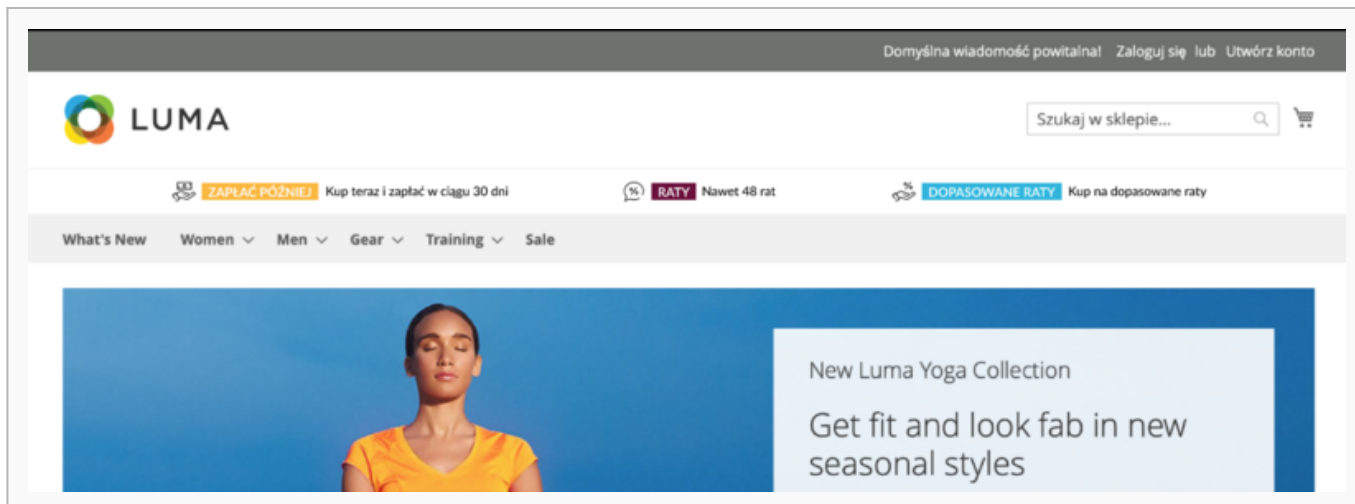 Domyślna wiadomość powitalna! Zaloguj się lub Utwórz konto
LUMA
Szukaj w sklepie...
ZAPŁAĆ PÓŹNIEJ Kup teraz i zapłać w ciągu 30 dni
RATY Nawet 48 rat
DOPASOWANE RATY Kup na dopasowane raty
What's New Women Men Gear Training Sale
New Luma Yoga Collection
Get fit and look fab in new
seasonal styles